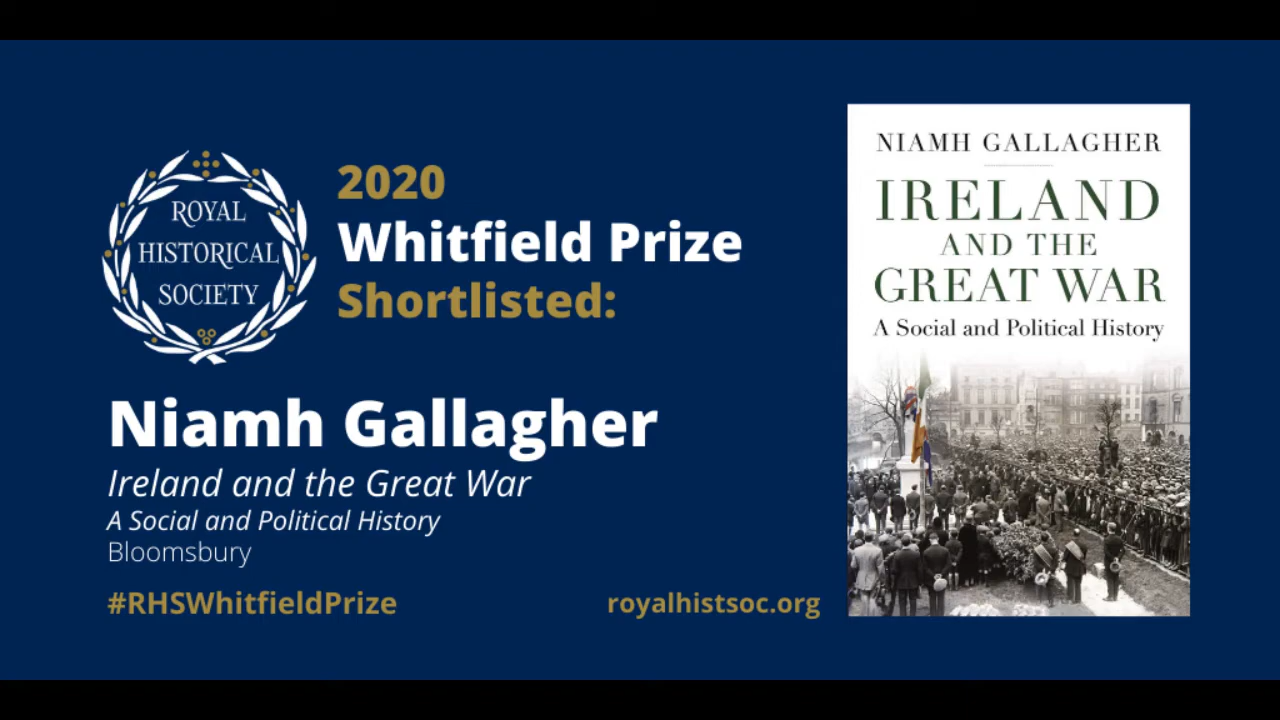 ROYAL
HISTORICAL
SOCIETY
2020
Whitfield Prize
Shortlisted:
Niamh Gallagher
Ireland and the Great War
A Social and Political History
Bloomsbury
#RHSWhitfieldPrize
royalhistsoc.org
NIAMH GALLAGHER
IRELAND
AND THE
GREAT WAR
A Social and Political History